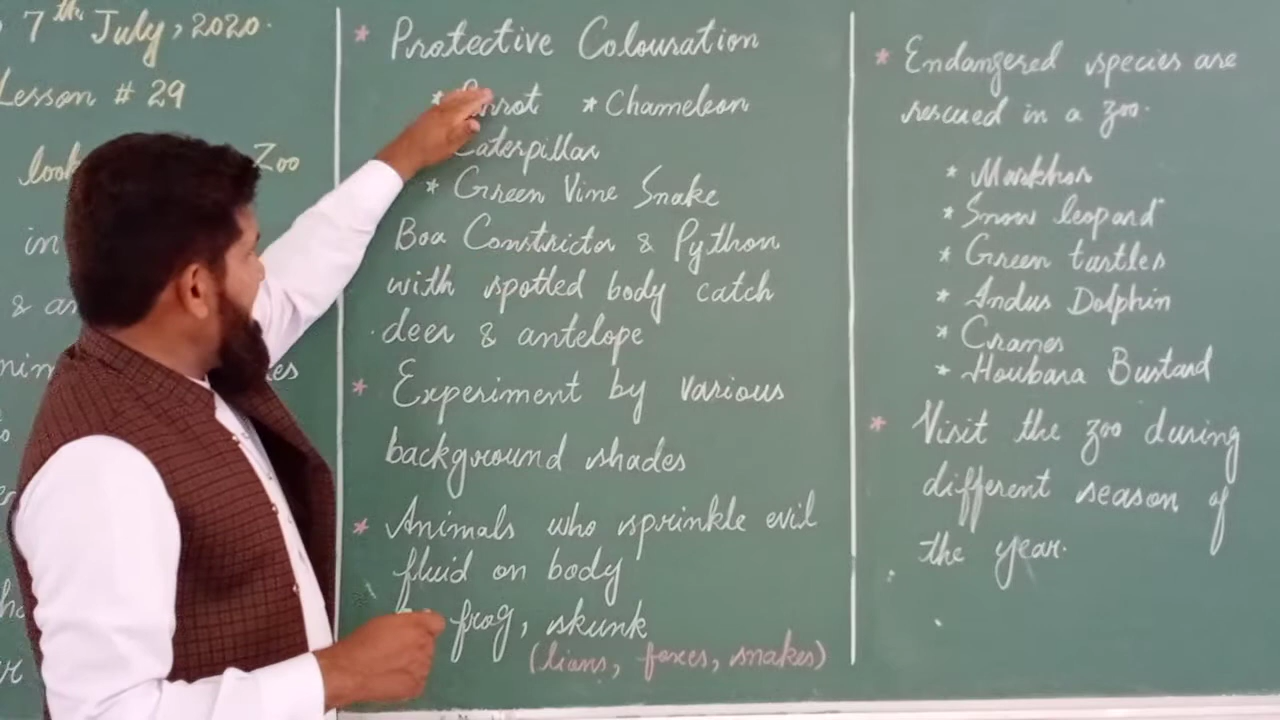 7th July, 2020.
Lesson # 29
look Zoo
in
&
* Protective Colouration
* Parrot * Chameleon
Caterpillar
* Green Vine Snake
Boa Constrictor & Python
with spotted body catch
deer & antelope
* Experiment by various
background shades
* Animals who sprinkle evil
fluid on body
frog, skunk
(lions, foxes, snakes)
* Endangered species are
rescued in a zoo.
* Markhor
* Snow leopard
* Green turtles
* Indus Dolphin
* Cranes
* Houbara Bustard
* Visit the zoo during
different season of
the year.